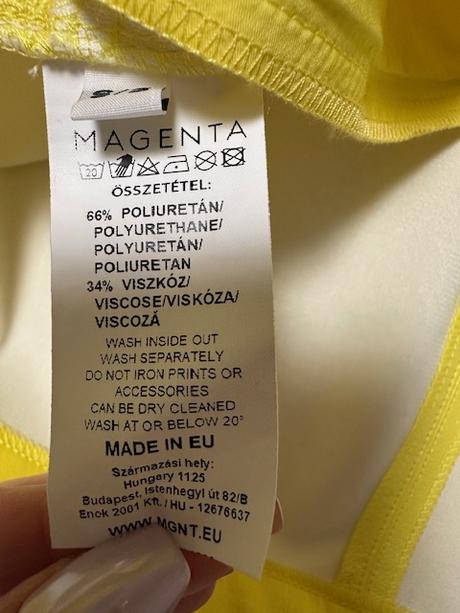 MAGENTA
20
ÖSSZETÉTEL:
66% POLIURETÁN/
POLYURETHANE/
POLYURETÁN/
POLIURETAN
34% VISZKÓZ/
VISCOSE/VISKÓZA/
VISCOZĂ
WASH INSIDE OUT
WASH SEPARATELY
DO NOT IRON PRINTS OR
ACCESSORIES
CAN BE DRY CLEANED
WASH AT OR BELOW 20°
MADE IN EU
Származási hely:
Hungary 1125
Budapest, Istenhegyi út 82/B
Enok 2001 Kft./ HU - 12676637
WWW.MGNT.EU